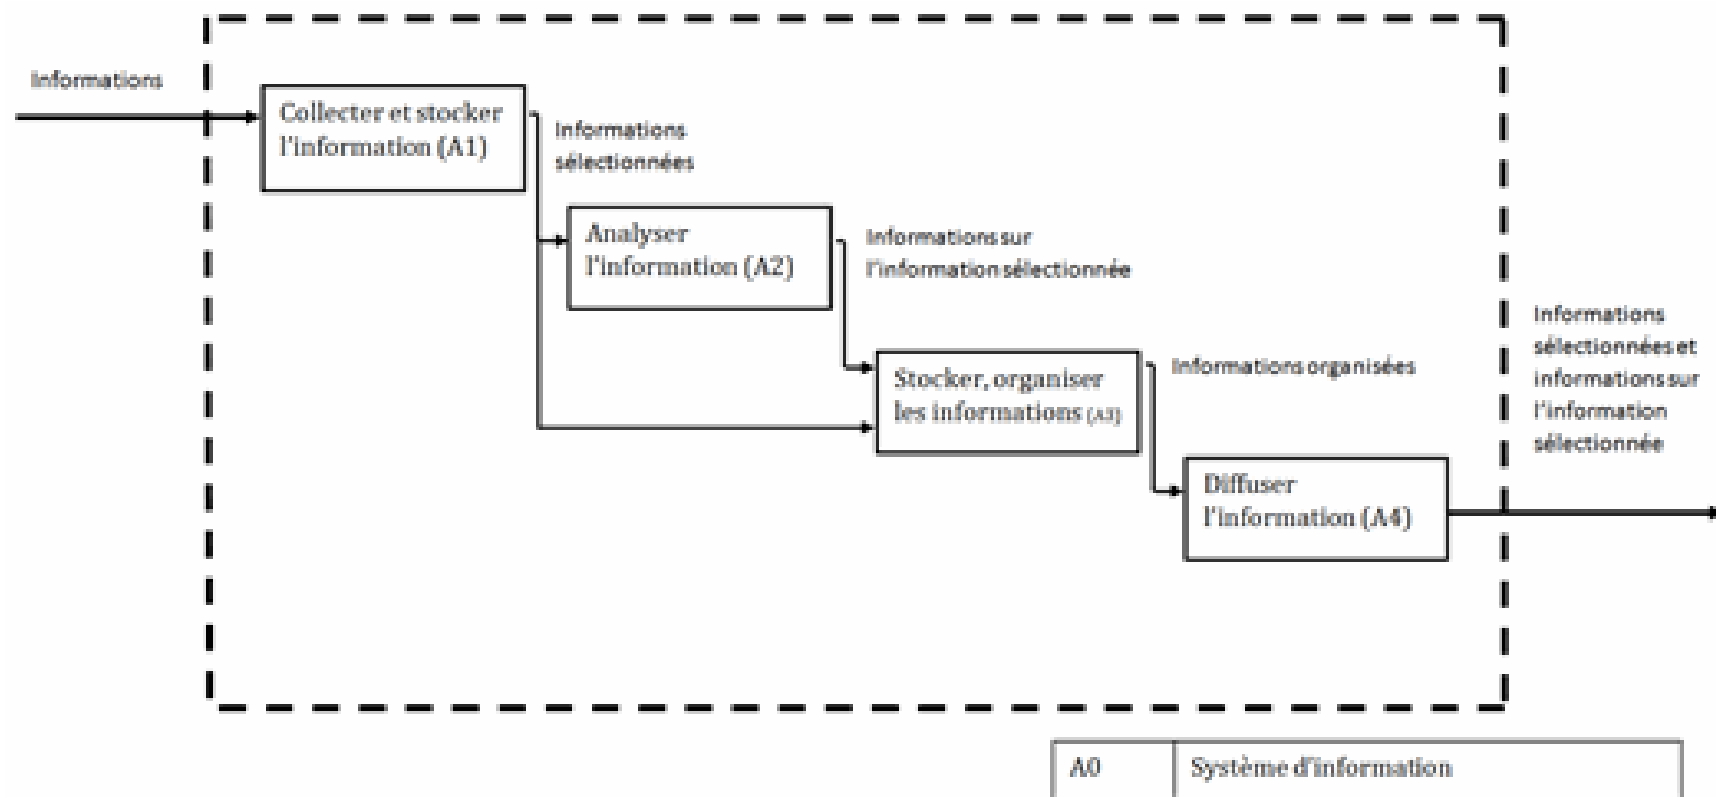 Informations
Collecter et stocker
l'information (A1)
Informations
sélectionnées
Analyser
l'information (A2)
Informations sur
l'information sélectionnée
Stocker, organiser
les informations (A3)
Informations organisées
Informations
sélectionnées et
informations sur
l'information
sélectionnée
Diffuser
l'information (A4)
A0
Système d'information